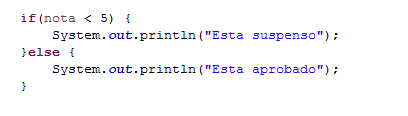 if(nota < 5) {
    System.out.println("Esta suspenso");
}else {
    System.out.println("Esta aprobado");
}